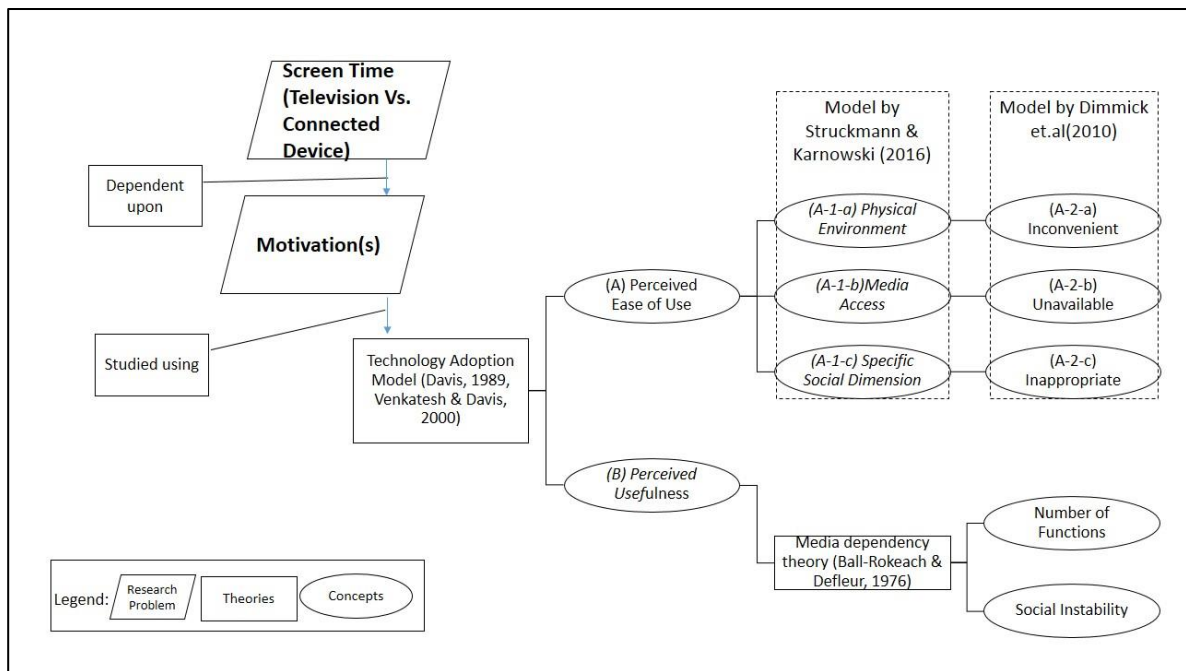 Screen Time
(Television Vs.
Connected
Device)
Dependent
upon
Motivation(s)
Studied using
Technology Adoption
Model (Davis, 1989,
Venkatesh & Davis,
2000)
(A) Perceived
Ease of Use
(B) Perceived
Usefulness
Model by
Struckmann &
Karnowski (2016)
(A-1-a) Physical
Environment
(A-1-b)Media
Access
(A-1-c) Specific
Social Dimension
Model by Dimmick
et.al(2010)
(A-2-a)
Inconvenient
(A-2-b)
Unavailable
(A-2-c)
Inappropriate
Media dependency
theory (Ball-Rokeach &
Defleur, 1976)
Number of
Functions
Social Instability
Legend:
Research
Problem
Theories
Concepts